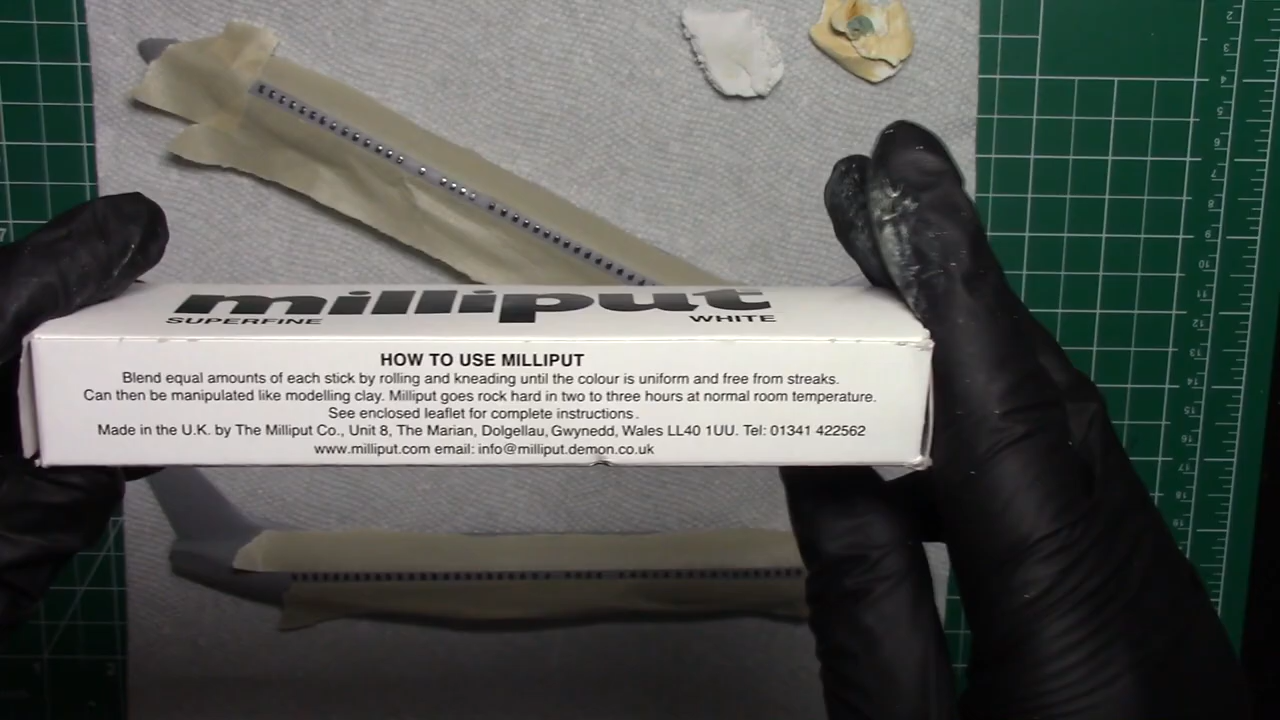 milliput
SUPERFINE WHITE
HOW TO USE MILLIPUT
Blend equal amounts of each stick by rolling and kneading until the colour is uniform and free from streaks.
Can then be manipulated like modelling clay. Milliput goes rock hard in two to three hours at normal room temperature.
See enclosed leaflet for complete instructions.
Made in the U.K. by The Milliput Co., Unit 8, The Marian, Dolgellau, Gwynedd, Wales LL40 1UU. Tel: 01341 422562
www.milliput.com email: info@milliput.demon.co.uk